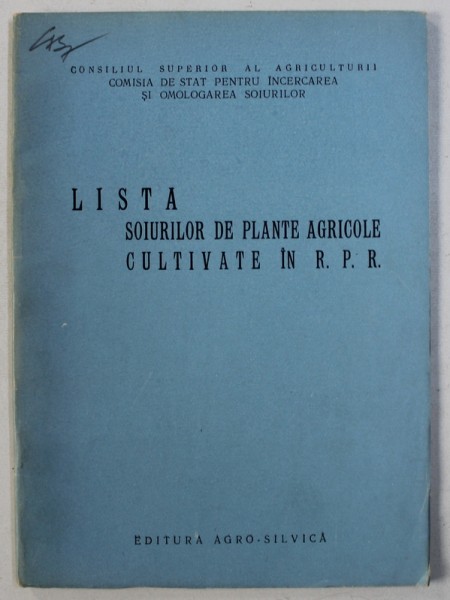 CONSILIUL SUPERIOR AL AGRICULTURII
COMISIA DE STAT PENTRU ÎNCERCAREA
ȘI OMOLOGAREA SOIURILOR
LISTA
SOIURILOR DE PLANTE AGRICOLE
CULTIVATE ÎN R. P. R.
EDITURA AGRO-SILVICĂ